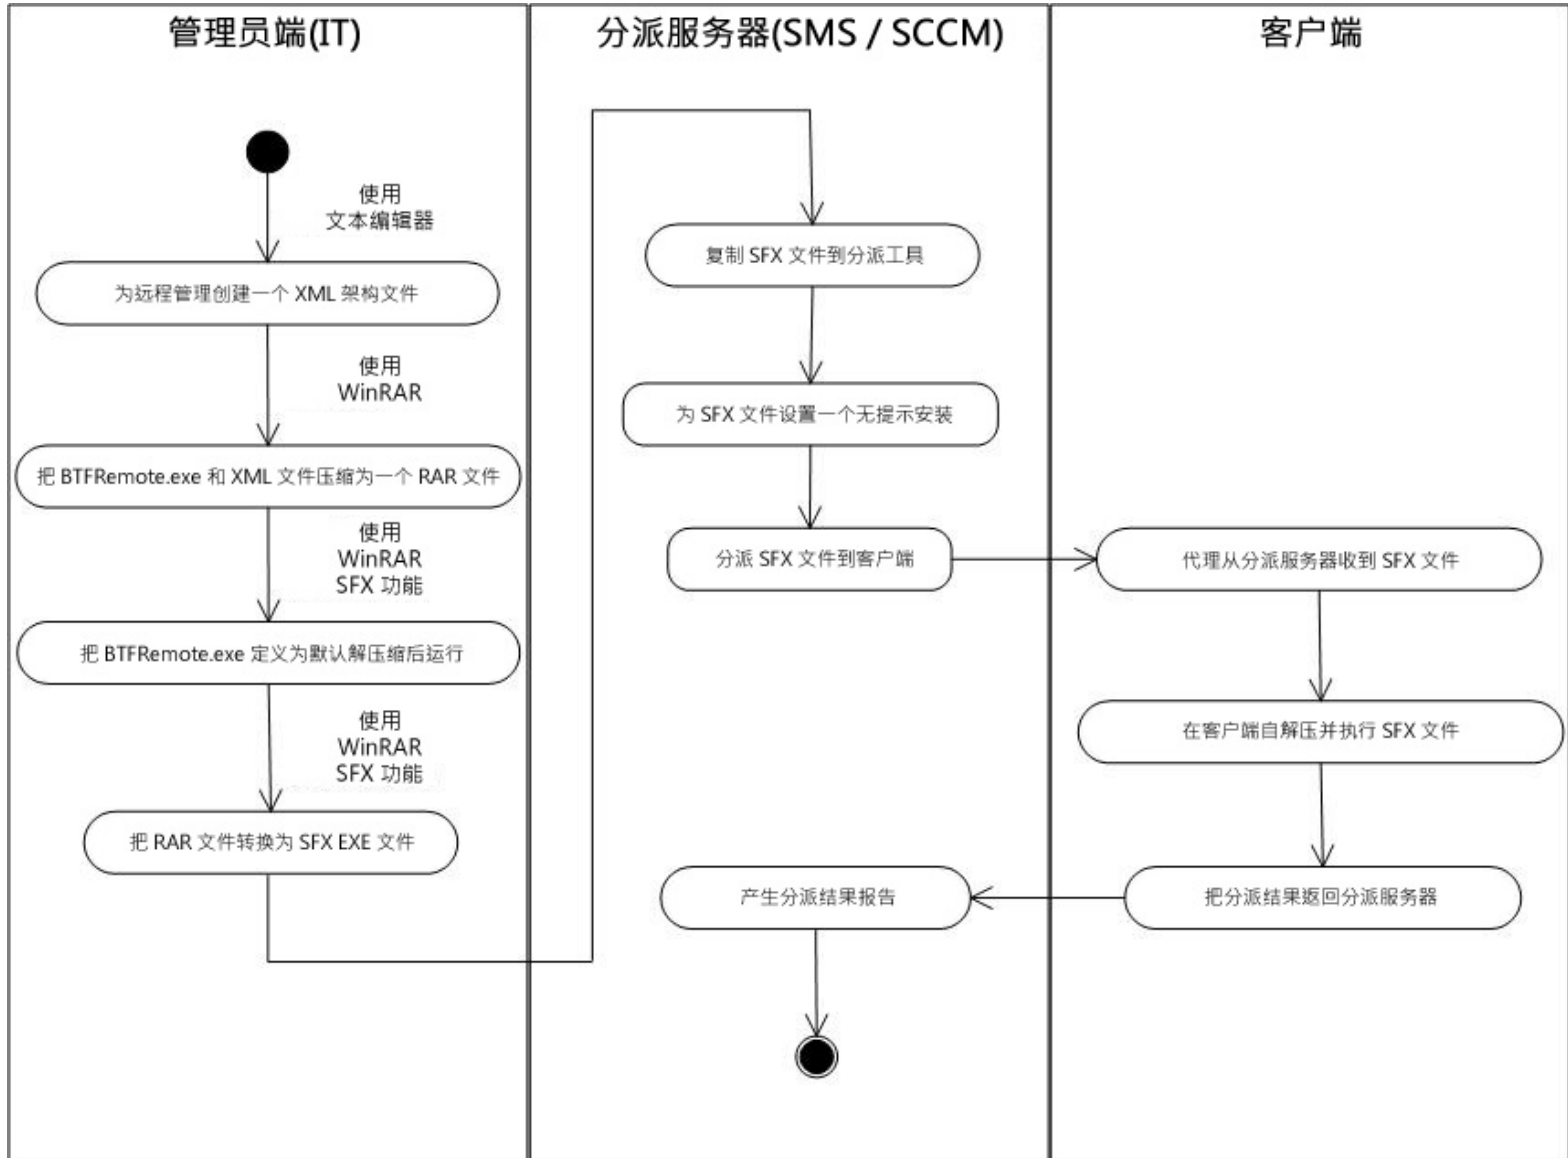 管理员端(IT)
分派服务器(SMS / SCCM)
客户端
使用
文本编辑器
为远程管理创建一个 XML 架构文件
使用
WinRAR
把 BTFRemote.exe 和 XML 文件压缩为一个 RAR 文件
使用
WinRAR
SFX 功能
把 BTFRemote.exe 定义为默认解压缩后运行
使用
WinRAR
SFX 功能
把 RAR 文件转换为 SFX EXE 文件
复制 SFX 文件到分派工具
为 SFX 文件设置一个无提示安装
分派 SFX 文件到客户端
代理从分派服务器收到 SFX 文件
在客户端自解压并执行 SFX 文件
把分派结果返回分派服务器
产生分派结果报告